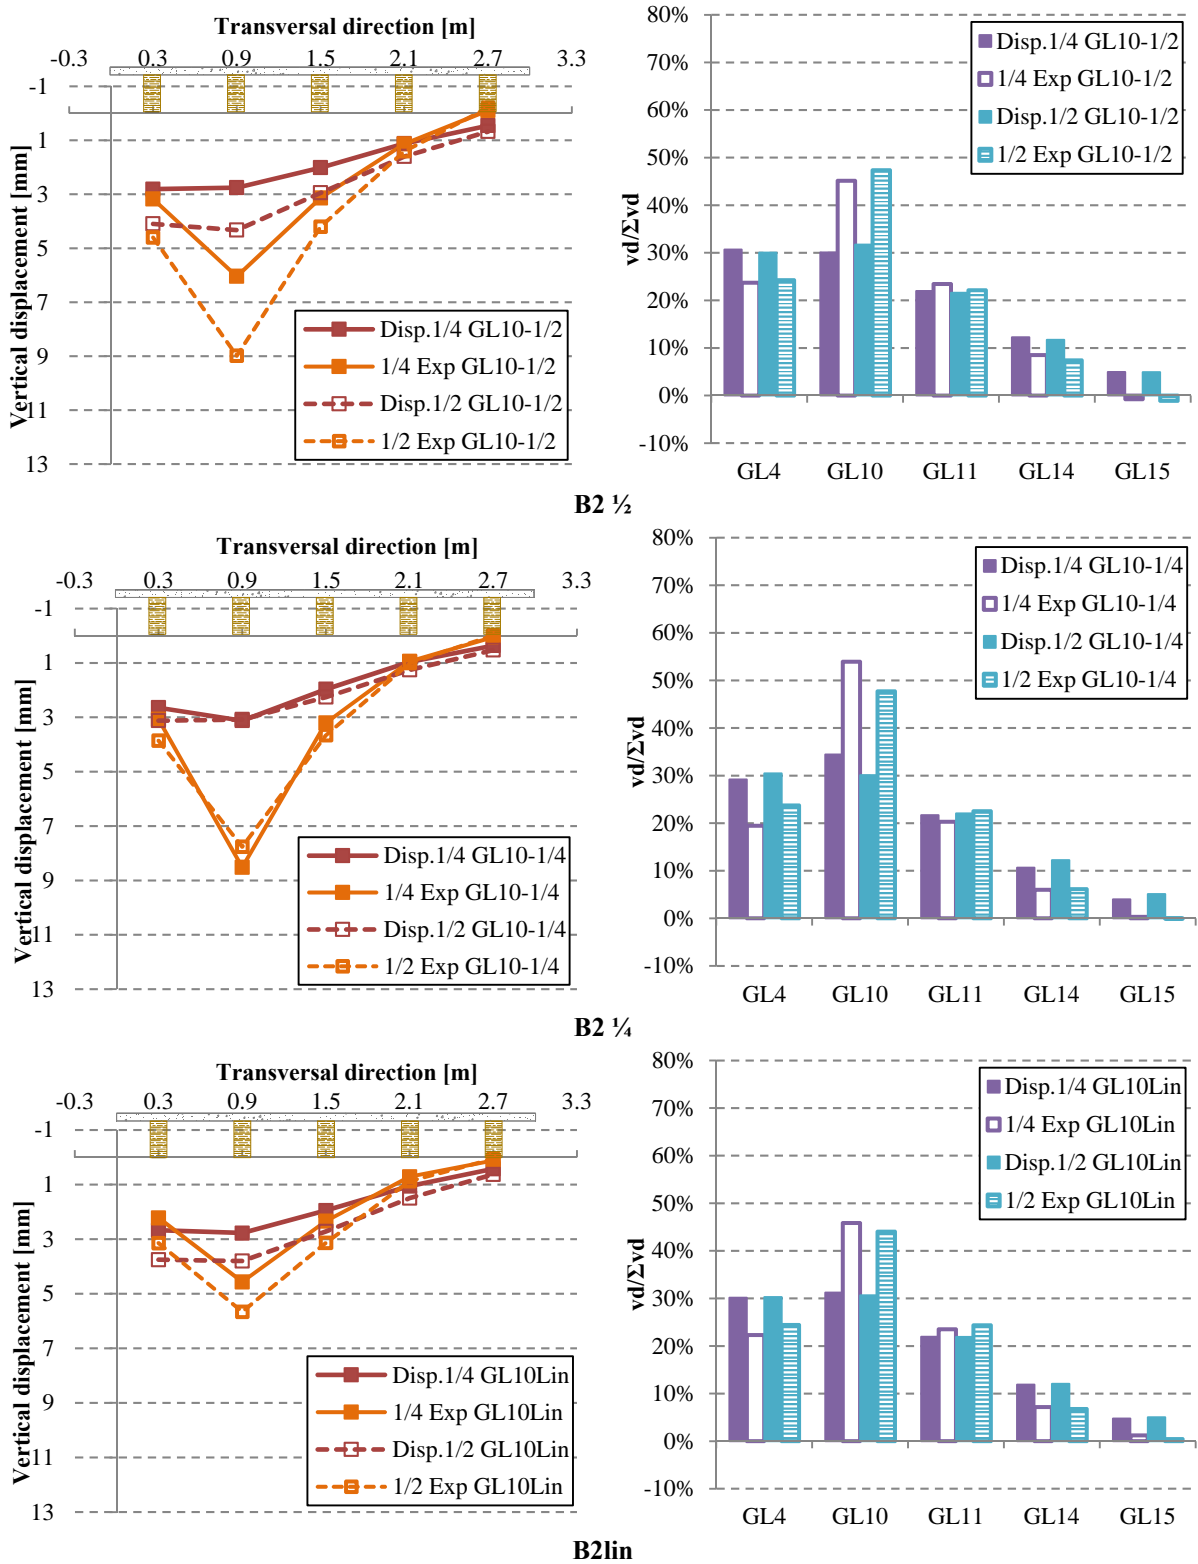 Transversal direction [m]
-0.3 0.3 0.9 1.5 2.1 2.7 3.3
Vertical displacement [mm]
-1
1
3
5
7
9
11
13
Disp.1/4 GL10-1/2
1/4 Exp GL10-1/2
Disp.1/2 GL10-1/2
1/2 Exp GL10-1/2
vd/Σvd
80%
70%
60%
50%
40%
30%
20%
10%
0%
-10%
Disp.1/4 GL10-1/2
1/4 Exp GL10-1/2
Disp.1/2 GL10-1/2
1/2 Exp GL10-1/2
GL4 GL10 GL11 GL14 GL15
B2 ½
Transversal direction [m]
-0.3 0.3 0.9 1.5 2.1 2.7 3.3
Vertical displacement [mm]
-1
1
3
5
7
9
11
13
Disp.1/4 GL10-1/4
1/4 Exp GL10-1/4
Disp.1/2 GL10-1/4
1/2 Exp GL10-1/4
vd/Σvd
80%
70%
60%
50%
40%
30%
20%
10%
0%
-10%
Disp.1/4 GL10-1/4
1/4 Exp GL10-1/4
Disp.1/2 GL10-1/4
1/2 Exp GL10-1/4
GL4 GL10 GL11 GL14 GL15
B2 ¼
Transversal direction [m]
-0.3 0.3 0.9 1.5 2.1 2.7 3.3
Vertical displacement [mm]
-1
1
3
5
7
9
11
13
Disp.1/4 GL10Lin
1/4 Exp GL10Lin
Disp.1/2 GL10Lin
1/2 Exp GL10Lin
vd/Σvd
80%
70%
60%
50%
40%
30%
20%
10%
0%
-10%
Disp.1/4 GL10Lin
1/4 Exp GL10Lin
Disp.1/2 GL10Lin
1/2 Exp GL10Lin
GL4 GL10 GL11 GL14 GL15
B2lin